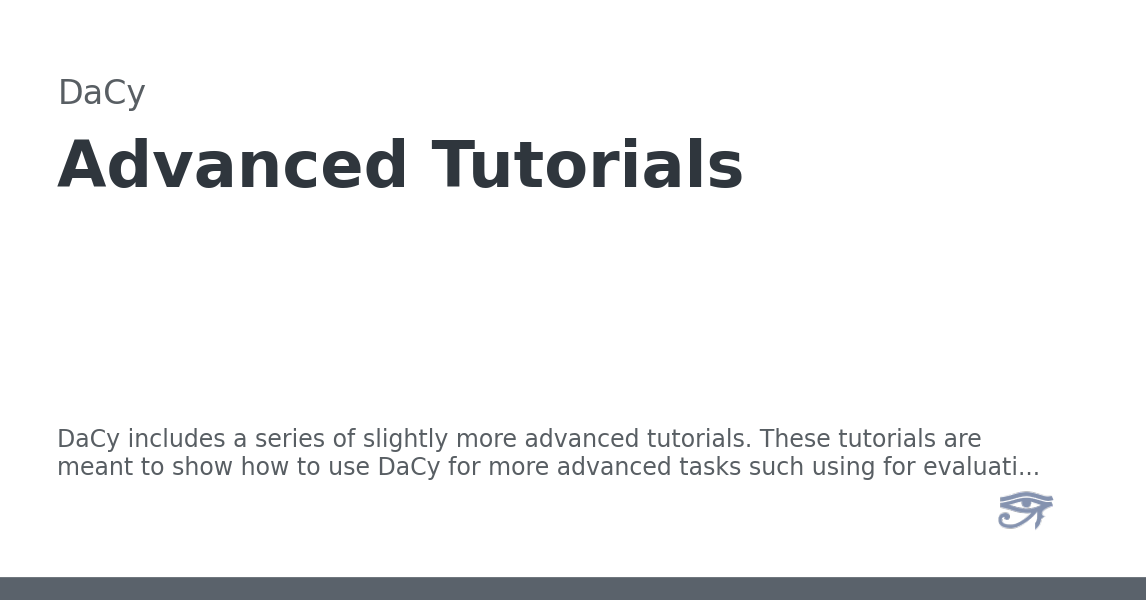 DaCy
Advanced Tutorials
DaCy includes a series of slightly more advanced tutorials. These tutorials are
meant to show how to use DaCy for more advanced tasks such using for evaluati...